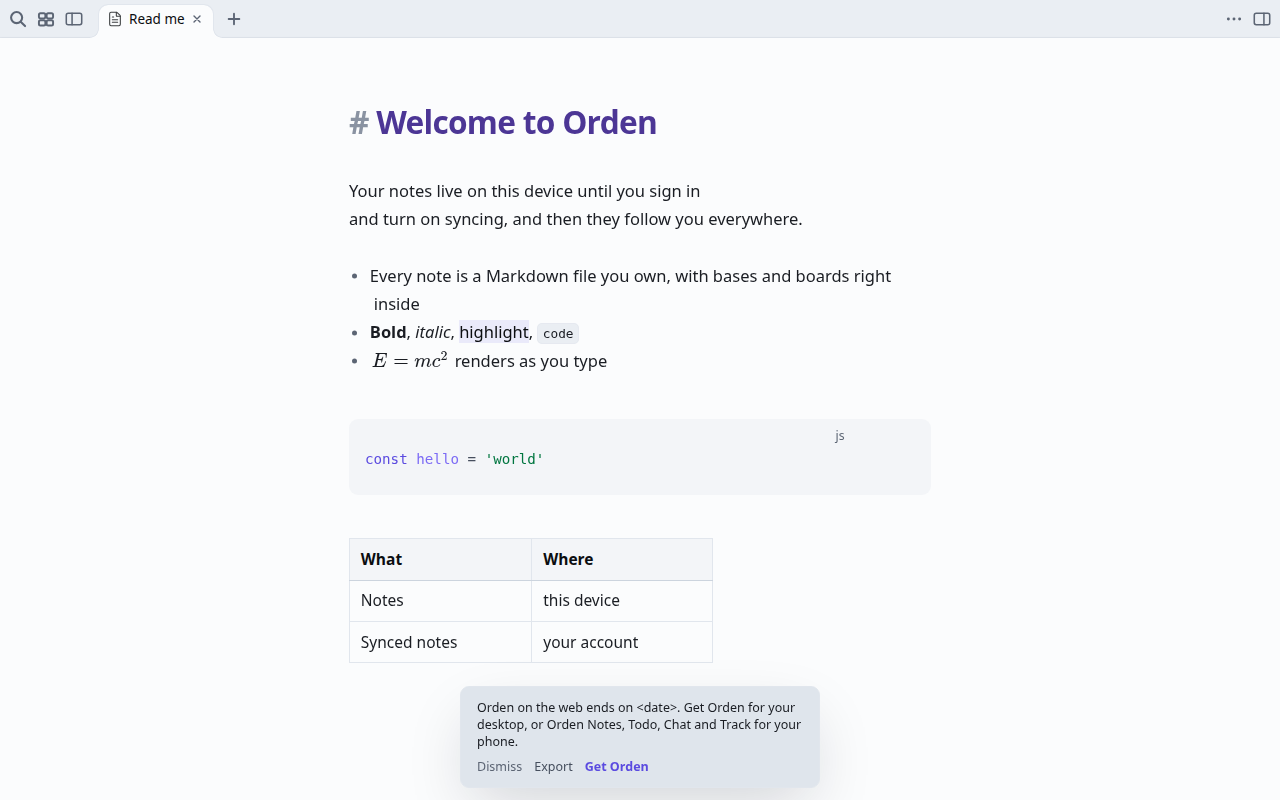 Read me
# Welcome to Orden
Your notes live on this device until you sign in
and turn on syncing, and then they follow you everywhere.
• Every note is a Markdown file you own, with bases and boards right
inside
• Bold, italic, highlight, code
• E = mc² renders as you type
js
const hello = 'world'
What Where
Notes this device
Synced notes your account
Orden on the web ends on <date>. Get Orden for your
desktop, or Orden Notes, Todo, Chat and Track for your
phone.
Dismiss Export Get Orden